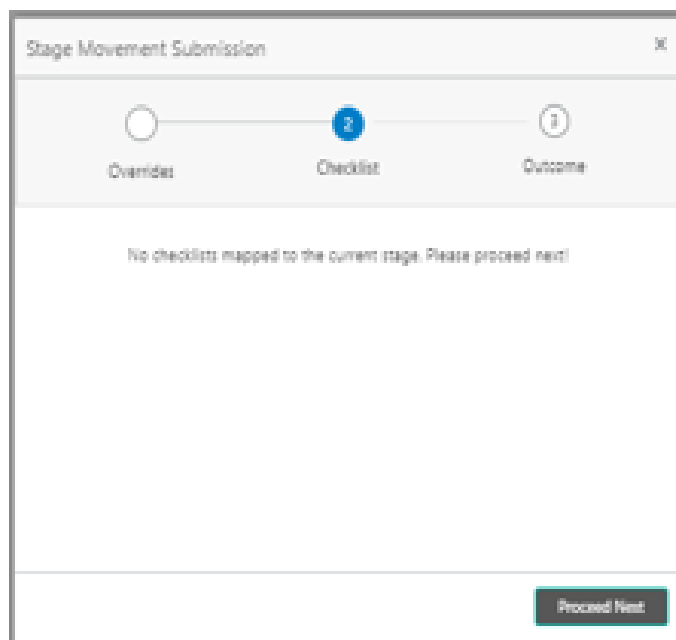 Stage Movement Submission
2
3
Overrides
Checklist
Outcome
No checklists mapped to the current stage. Please proceed next!
Proceed Next